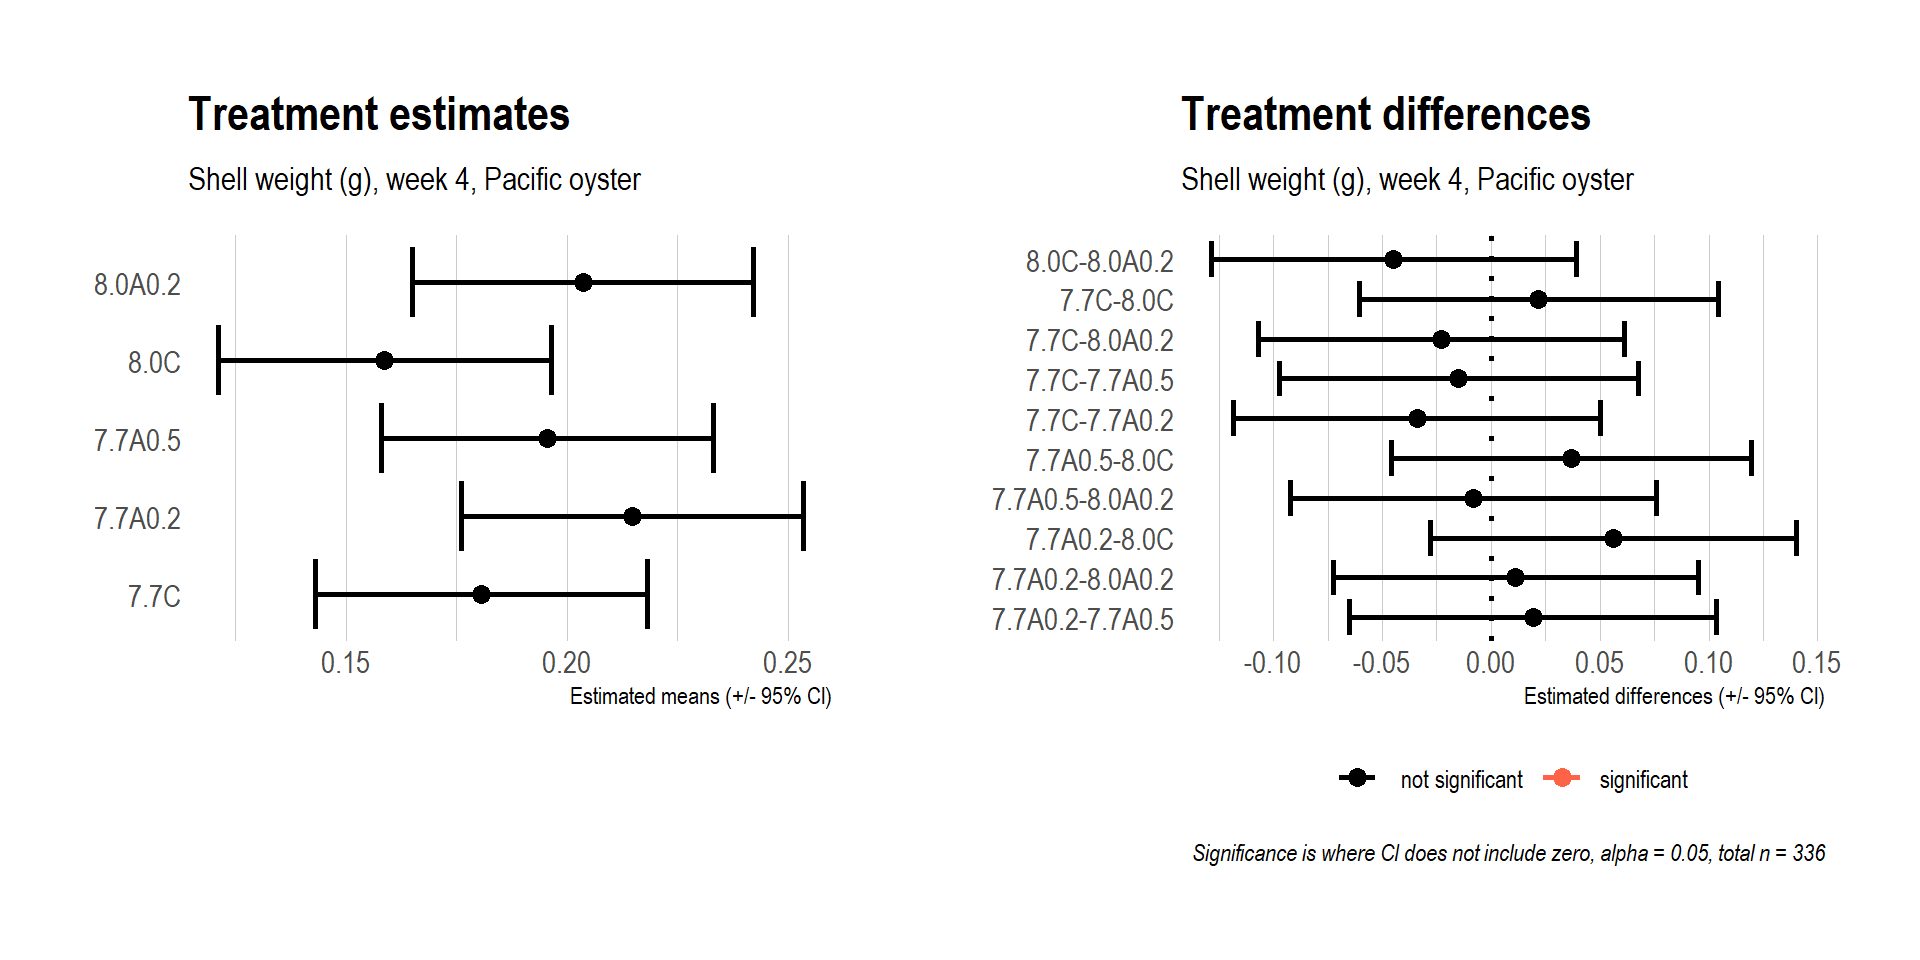 Treatment estimates
Shell weight (g), week 4, Pacific oyster
8.0A0.2
8.0C
7.7A0.5
7.7A0.2
7.7C
0.15 0.20 0.25
Estimated means (+/- 95% CI)
Treatment differences
Shell weight (g), week 4, Pacific oyster
8.0C-8.0A0.2
7.7C-8.0C
7.7C-8.0A0.2
7.7C-7.7A0.5
7.7C-7.7A0.2
7.7A0.5-8.0C
7.7A0.5-8.0A0.2
7.7A0.2-8.0C
7.7A0.2-8.0A0.2
7.7A0.2-7.7A0.5
-0.10 -0.05 0.00 0.05 0.10 0.15
Estimated differences (+/- 95% CI)
not significant significant
Significance is where CI does not include zero, alpha = 0.05, total n = 336